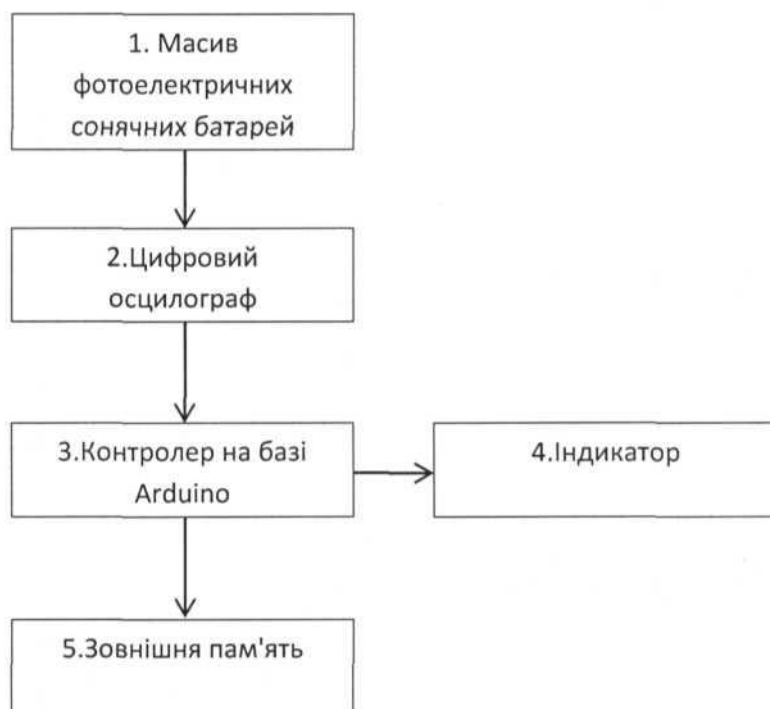 1. Масив
фотоелектричних
сонячних батарей
2.Цифровий
осцилограф
3.Контролер на базі
Arduino
4.Індикатор
5.Зовнішня пам'ять